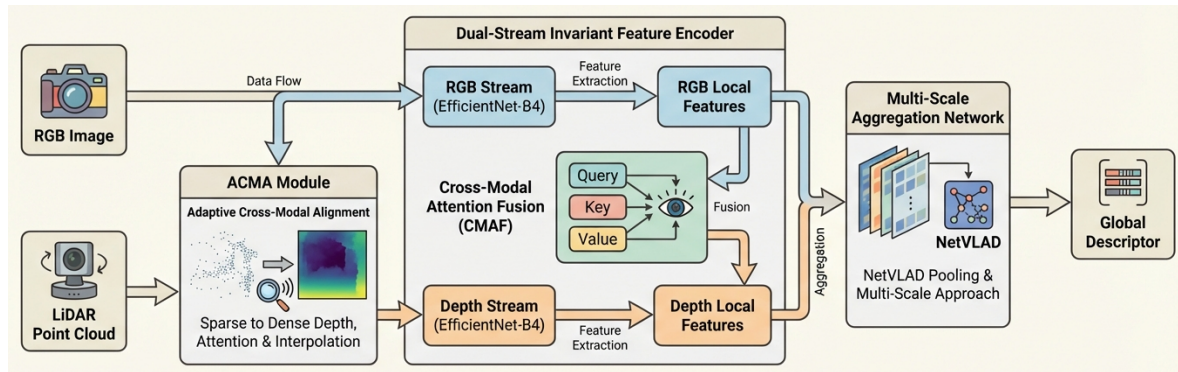 Dual-Stream Invariant Feature Encoder
RGB Image
Data Flow
RGB Stream
(EfficientNet-B4)
Feature
Extraction
RGB Local
Features
ACMA Module
Adaptive Cross-Modal Alignment
Sparse to Dense Depth,
Attention & Interpolation
LiDAR
Point Cloud
Cross-Modal
Attention Fusion
(CMAF)
Query
Key
Value
Fusion
Depth Stream
(EfficientNet-B4)
Feature
Extraction
Depth Local
Features
Aggregation
Multi-Scale
Aggregation Network
NetVLAD
NetVLAD Pooling &
Multi-Scale Approach
Global
Descriptor